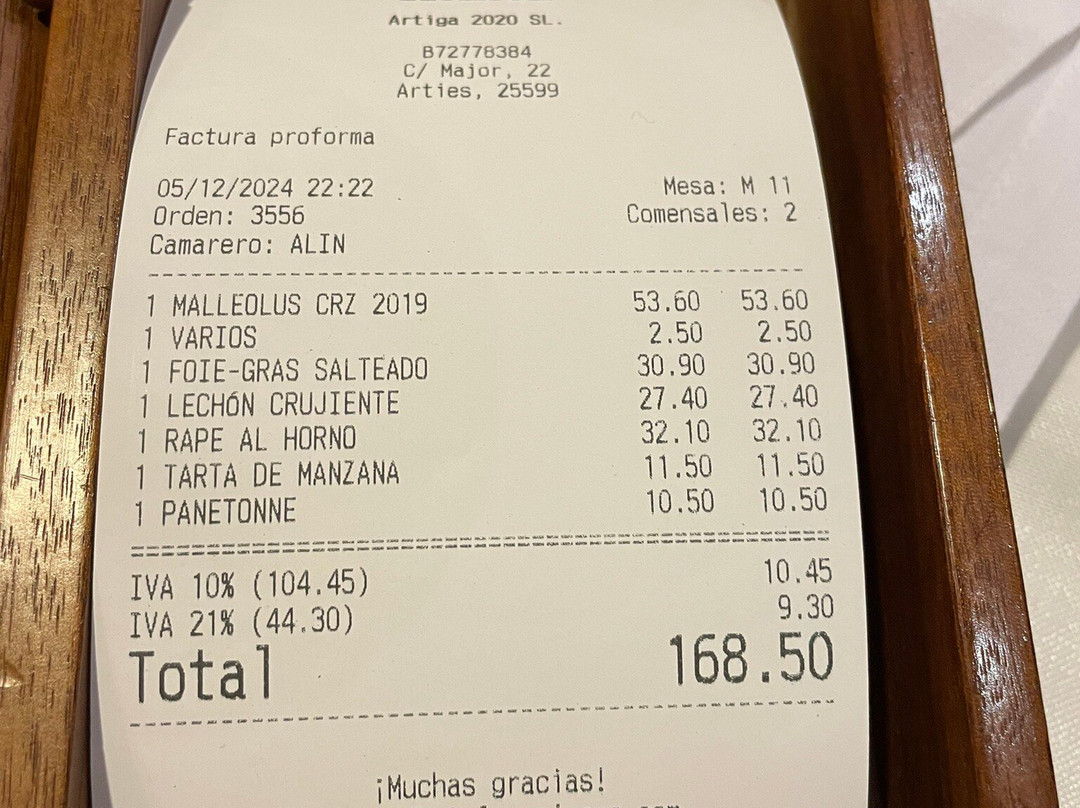 Artiga 2020 SL.
B72778384
C/ Major, 22
Arties, 25599
Factura proforma
05/12/2024 22:22 Mesa: M 11
Orden: 3556 Comensales: 2
Camarero: ALIN
1 MALLEOLUS CRZ 2019 53.60 53.60
1 VARIOS 2.50 2.50
1 FOIE-GRAS SALTEADO 30.90 30.90
1 LECHÓN CRUJIENTE 27.40 27.40
1 RAPE AL HORNO 32.10 32.10
1 TARTA DE MANZANA 11.50 11.50
1 PANETONNE 10.50 10.50
IVA 10% (104.45) 10.45
IVA 21% (44.30) 9.30
Total 168.50
¡Muchas gracias!